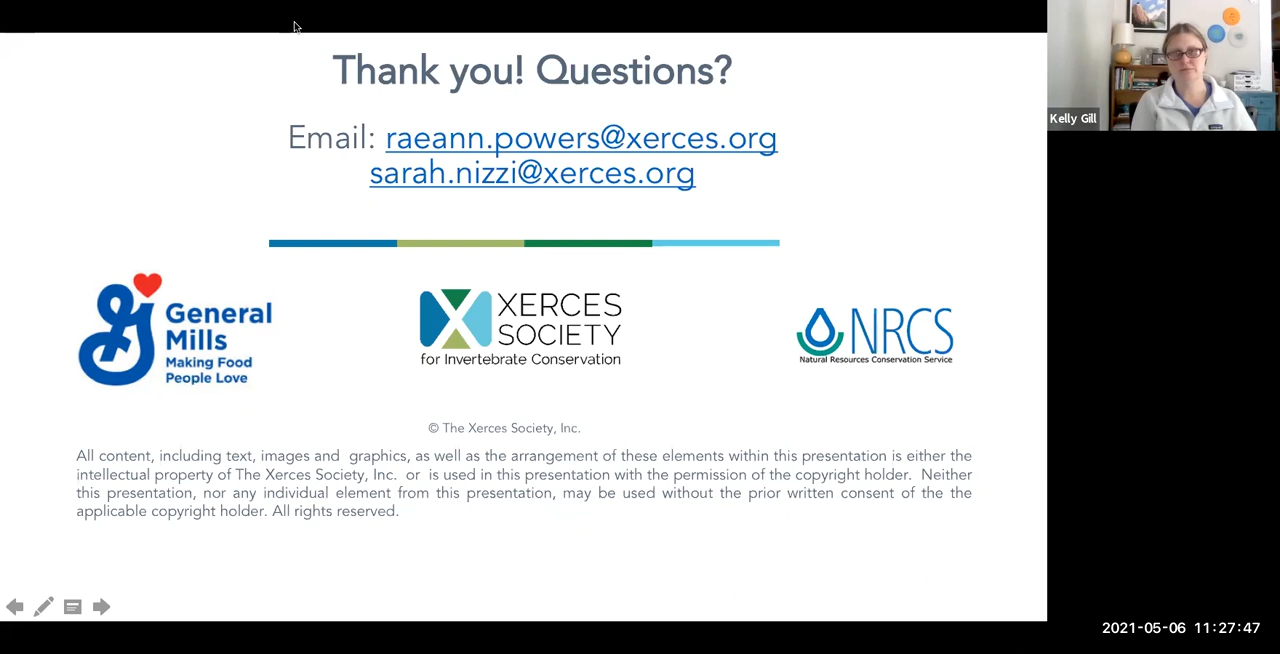 Thank you! Questions?
Email: raeann.powers@xerces.org
sarah.nizzi@xerces.org
Kelly Gill
General
Mills
Making Food
People Love
XERCES
SOCIETY
for Invertebrate Conservation
NRCS
Natural Resources Conservation Service
© The Xerces Society, Inc.
All content, including text, images and graphics, as well as the arrangement of these elements within this presentation is either the
intellectual property of The Xerces Society, Inc. or is used in this presentation with the permission of the copyright holder. Neither
this presentation, nor any individual element from this presentation, may be used without the prior written consent of the the
applicable copyright holder. All rights reserved.
2021-05-06 11:27:47